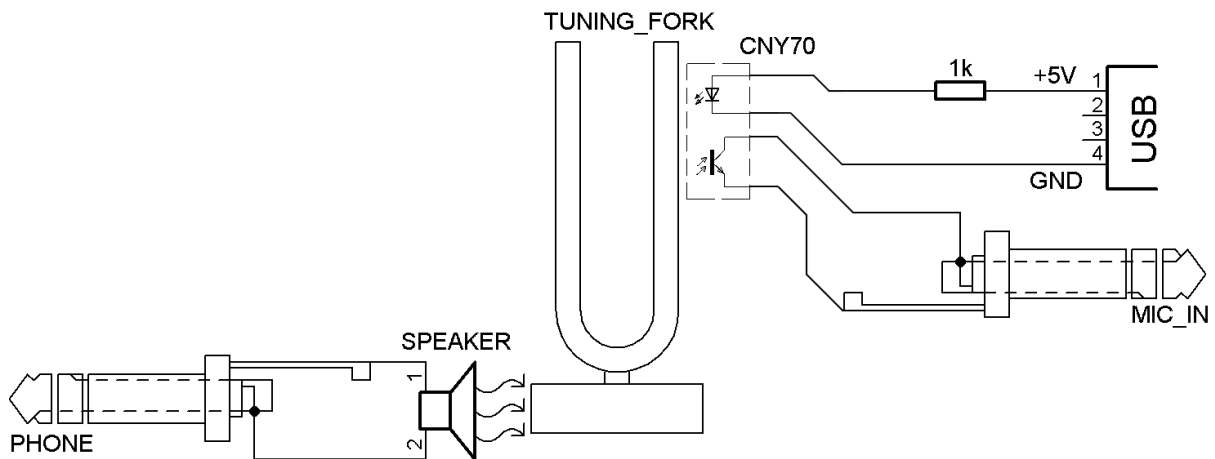 TUNING_FORK
CNY70
1k
+5V
1
2
3
4
USB
GND
MIC_IN
SPEAKER
1
2
PHONE